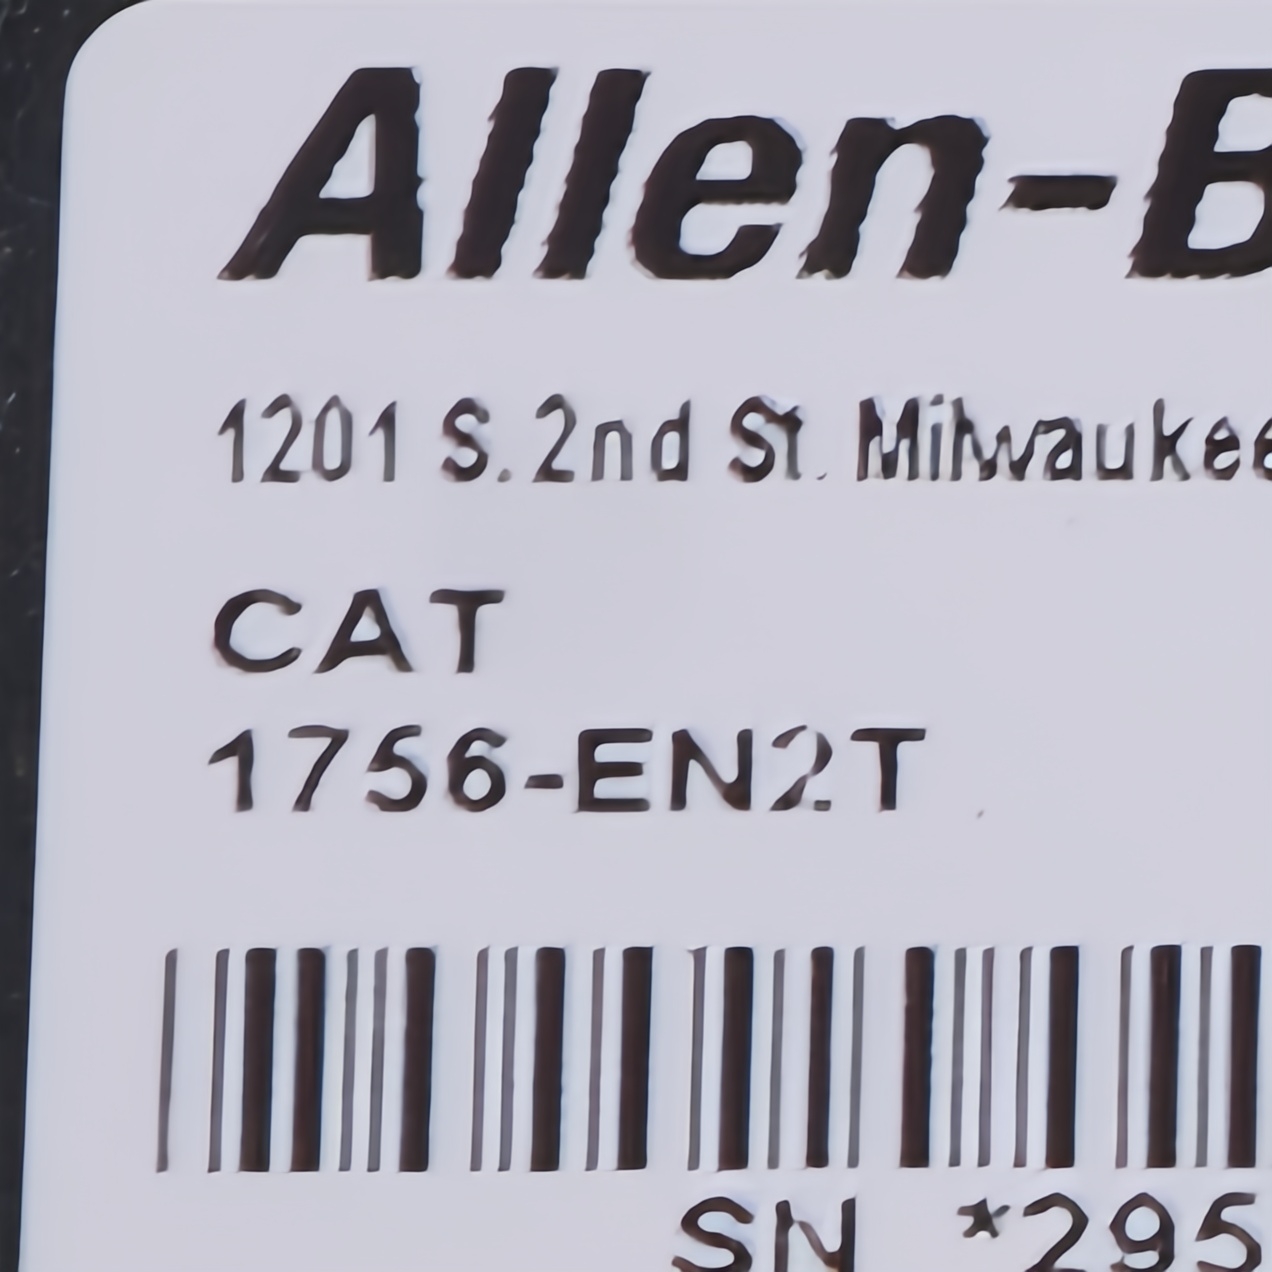 Allen-B
1201 S. 2nd St. Milwaukee
CAT
1756-EN2T
SN *295